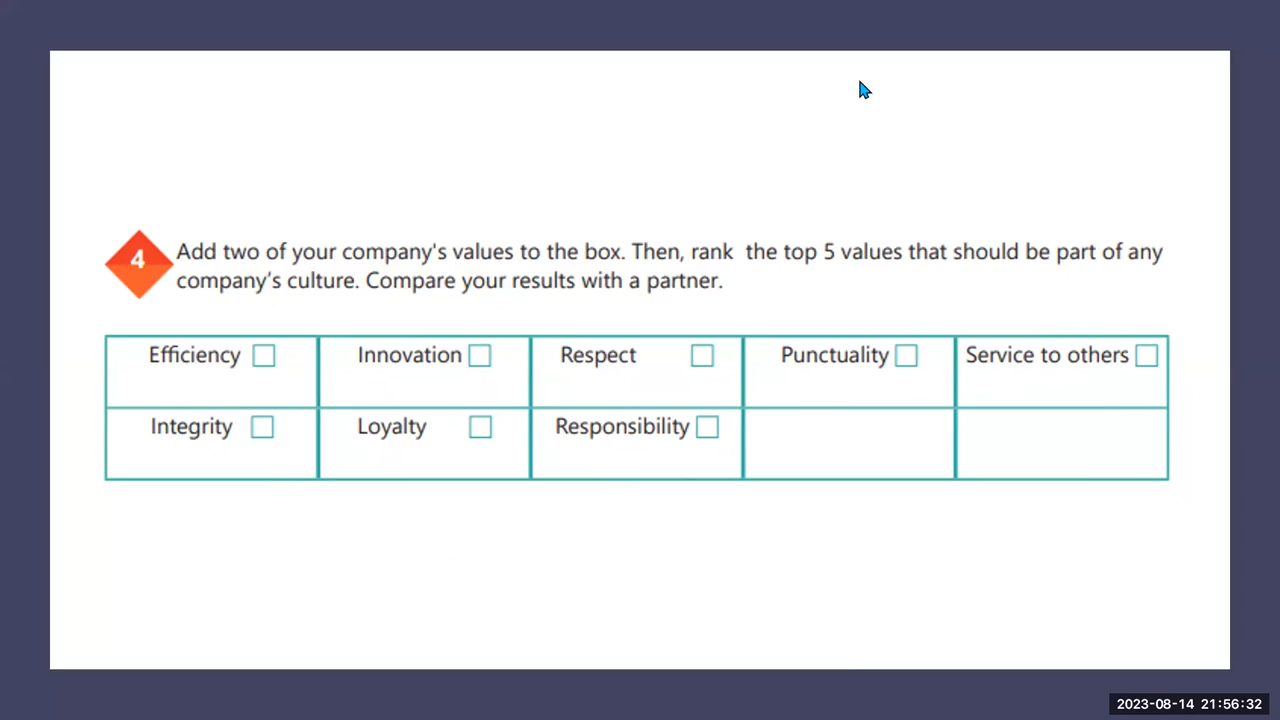 4
Add two of your company's values to the box. Then, rank  the top 5 values that should be part of any
company's culture. Compare your results with a partner.
Efficiency Innovation Respect Punctuality Service to others
Integrity Loyalty Responsibility
2023-08-14 21:56:32